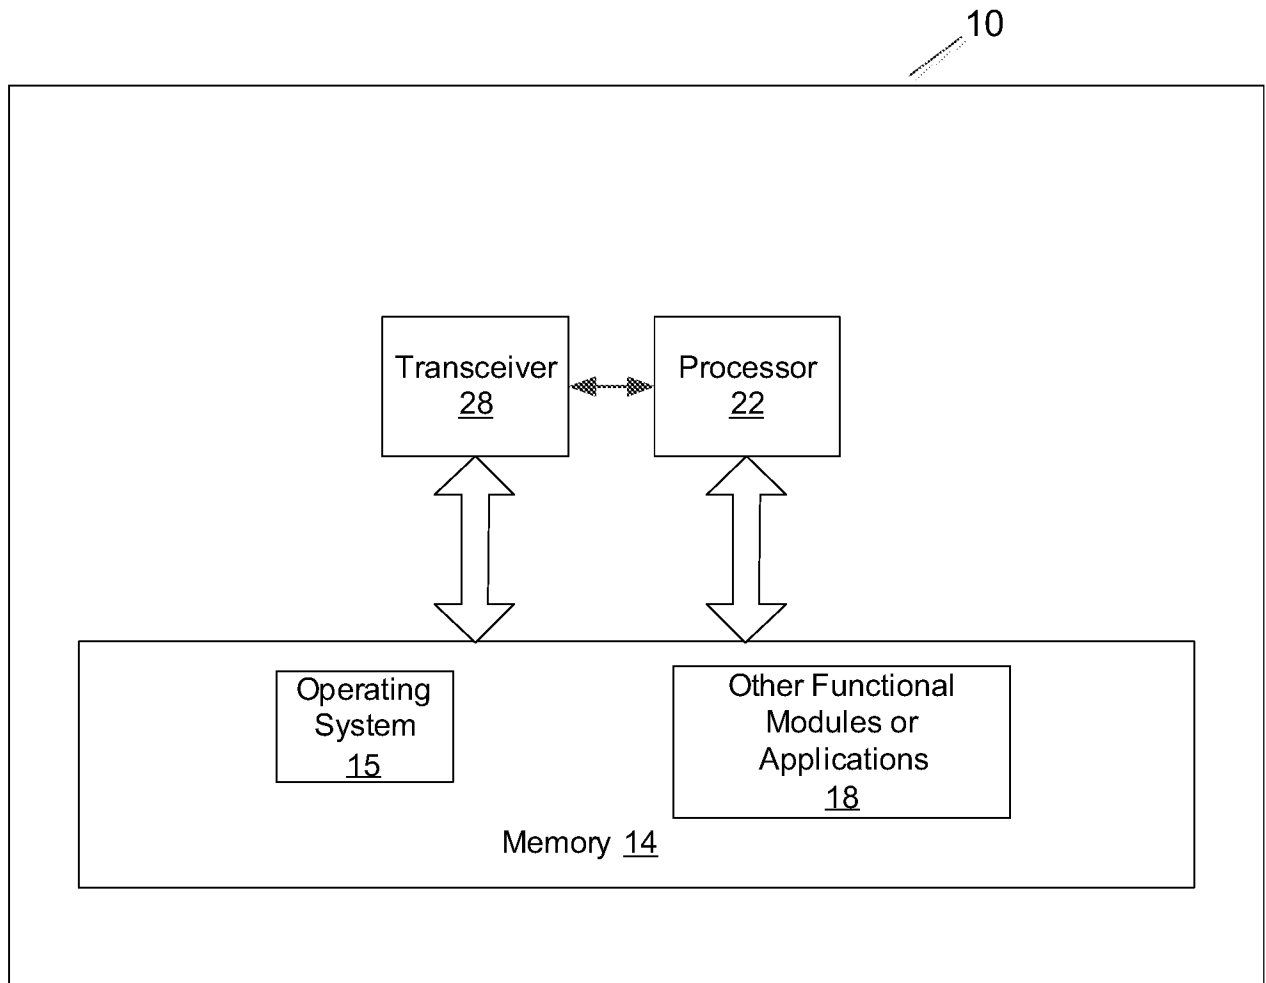 10
Transceiver
28
Processor
22
Operating
System
15
Other Functional
Modules or
Applications
18
Memory 14